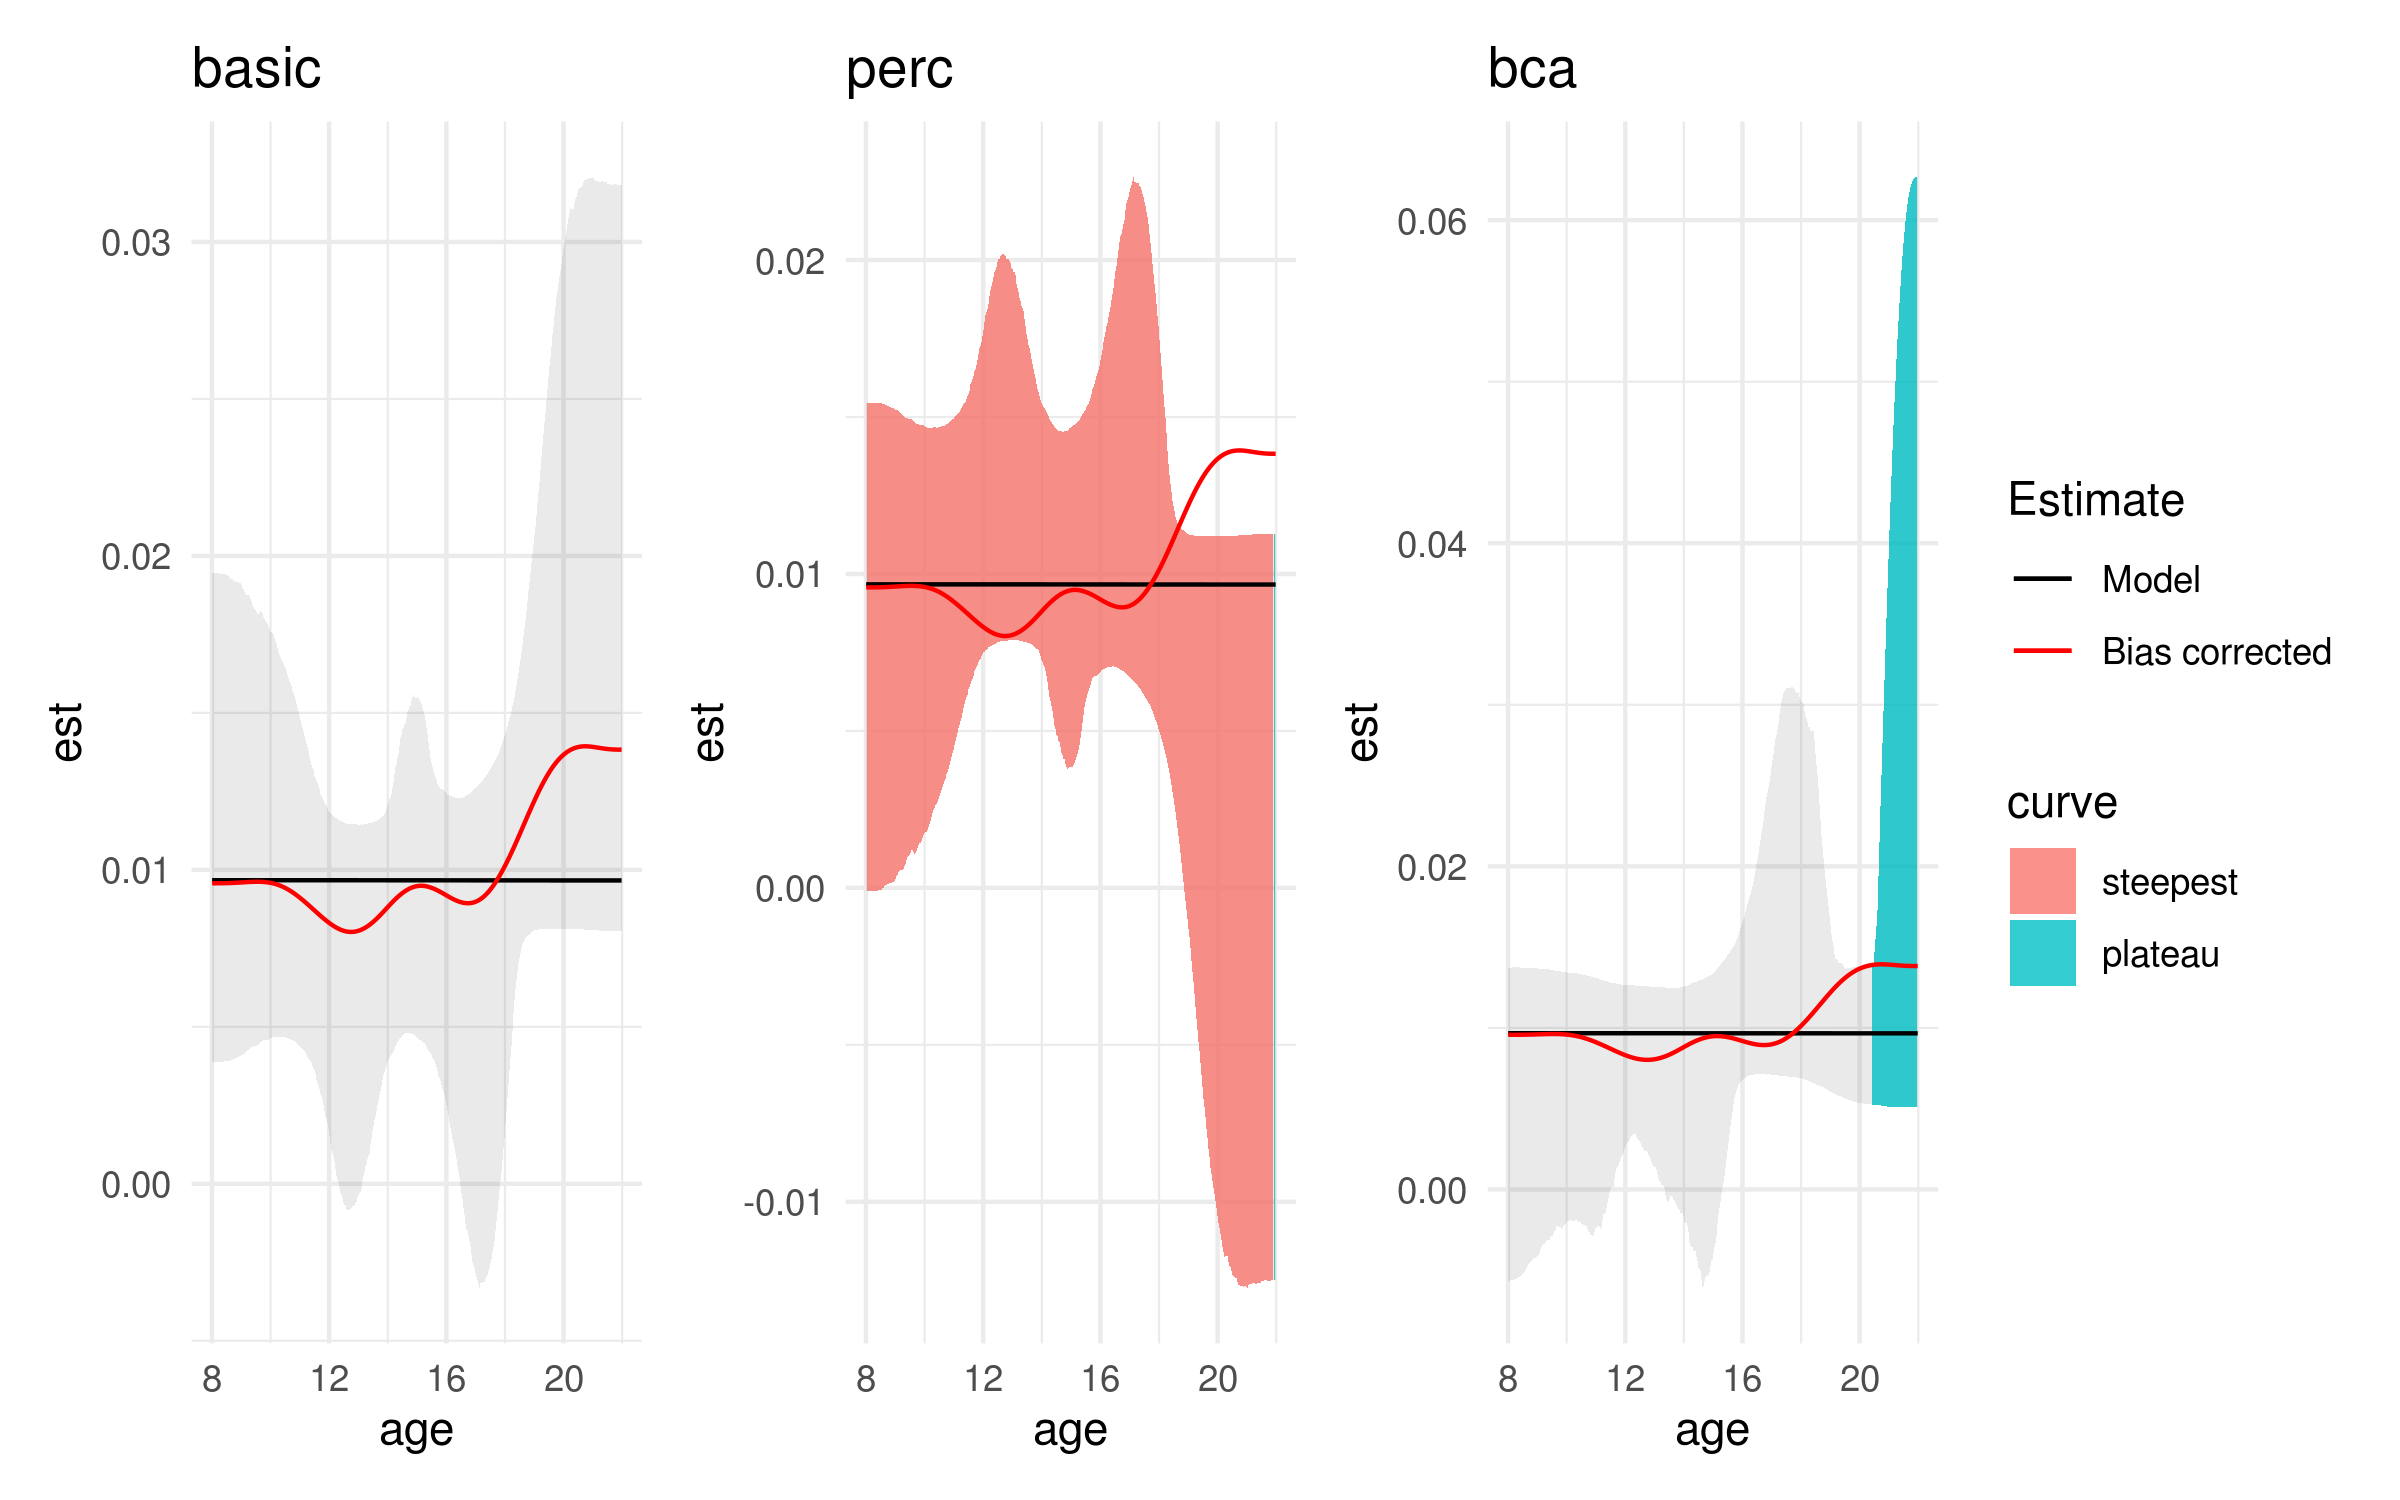 basic
perc
bca
0.03
0.02
0.01
0.00
est
8 12 16 20
age
0.02
0.01
0.00
-0.01
est
8 12 16 20
age
0.06
0.04
0.02
0.00
est
8 12 16 20
age
Estimate
Model
Bias corrected
curve
steepest
plateau